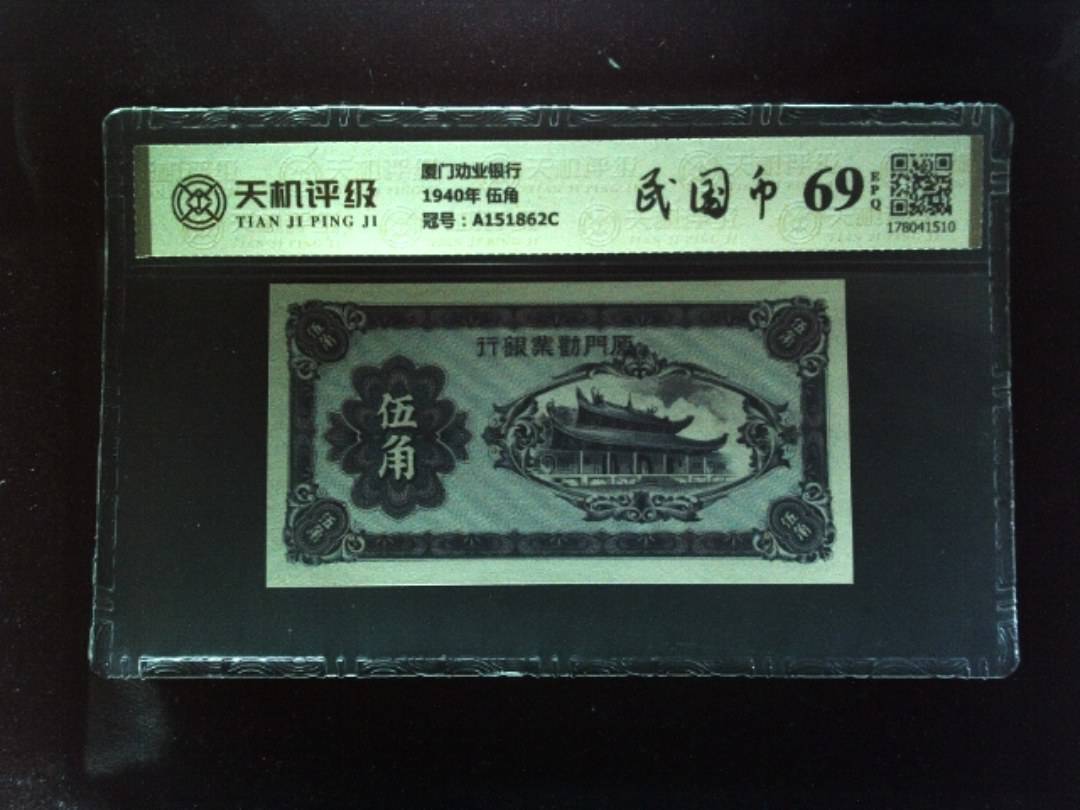 天机评级
TIAN JI PING JI
厦门劝业银行
1940年 伍角
冠号：A151862C
民国币
69
EPQ
178041510
行銀業勸門厦
伍角
伍角
伍角
伍角
伍角